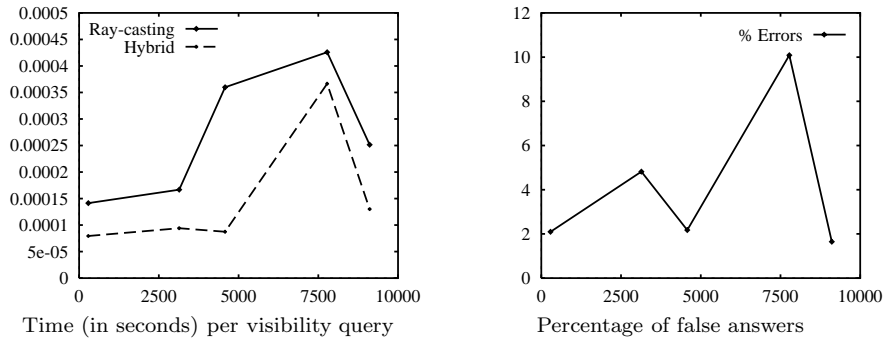 0.0005
0.00045
0.0004
0.00035
0.0003
0.00025
0.0002
0.00015
0.0001
5e-05
0
Ray-casting
Hybrid
0 2500 5000 7500 10000
Time (in seconds) per visibility query
12
10
8
6
4
2
0
% Errors
0 2500 5000 7500 10000
Percentage of false answers